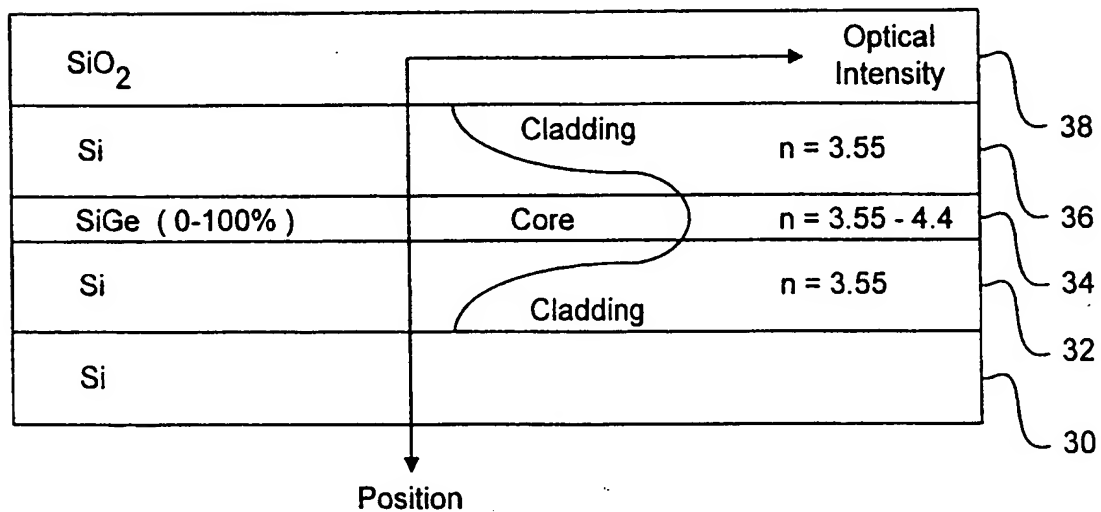 SiO2
Optical
Intensity
38
Si
Cladding
n = 3.55
36
SiGe ( 0-100% )
Core
n = 3.55 - 4.4
34
Si
Cladding
n = 3.55
32
Si
30
Position